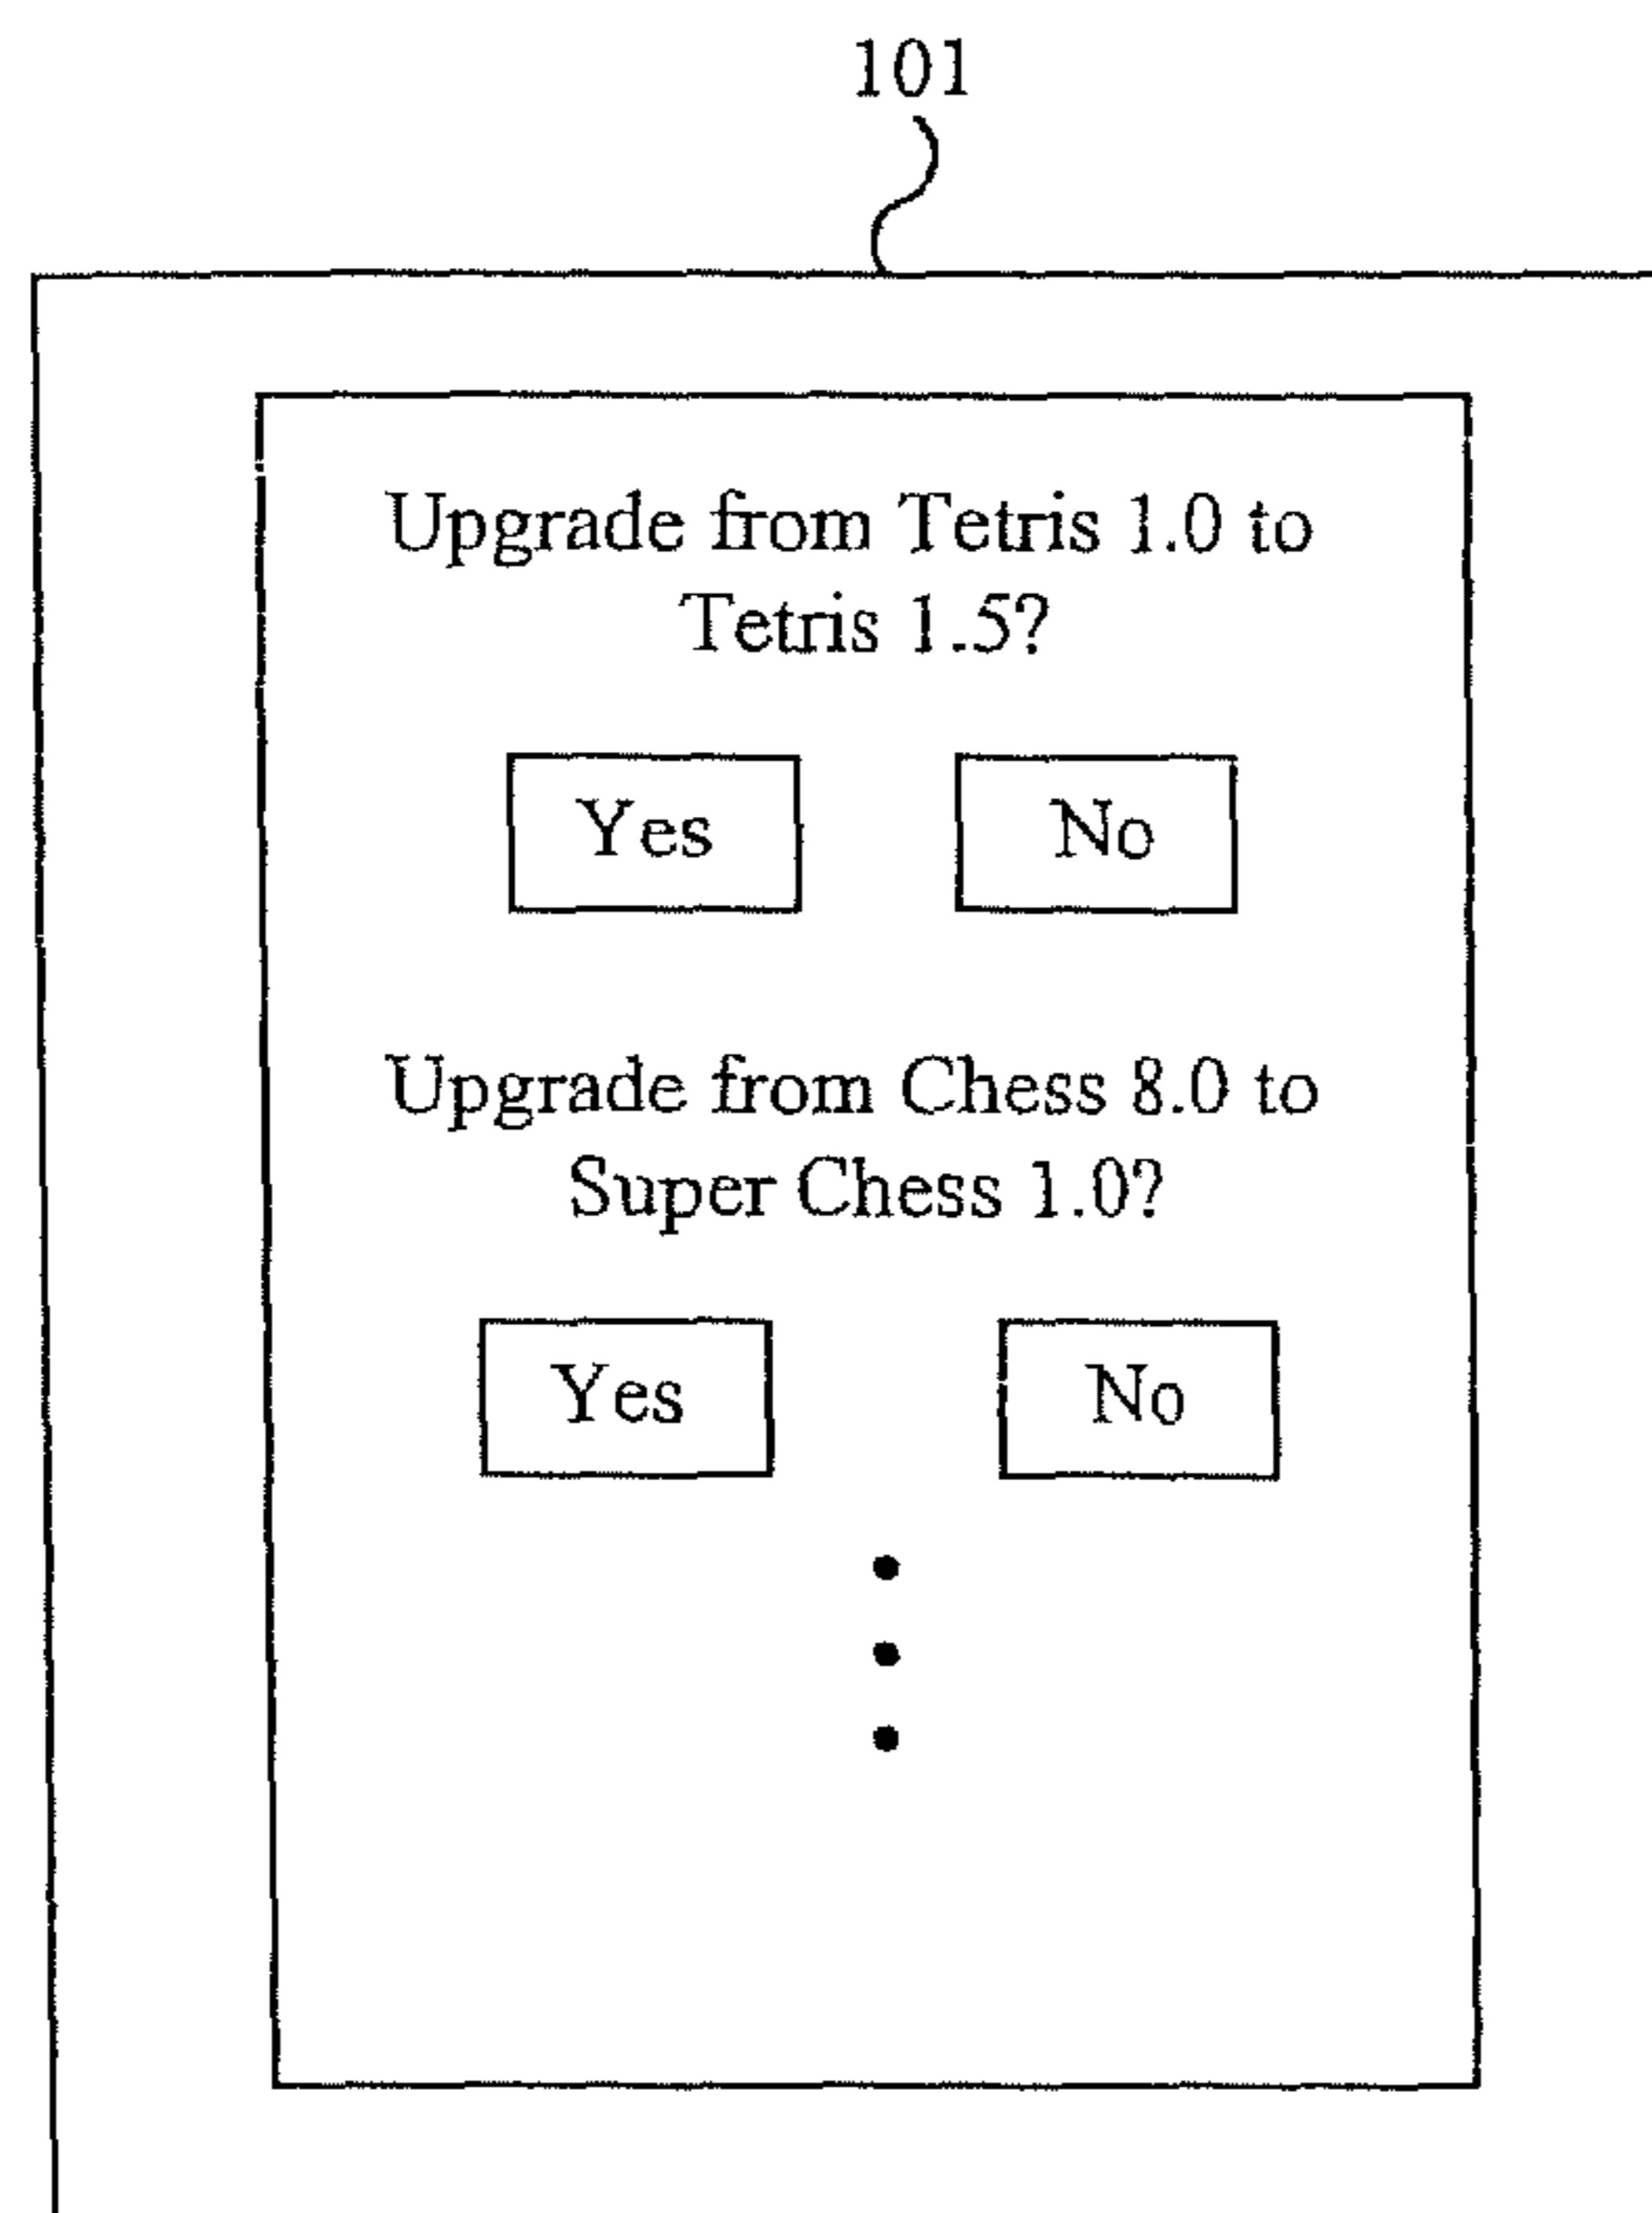 101
Upgrade from Tetris 1.0 to
Tetris 1.5?
Yes No
Upgrade from Chess 8.0 to
Super Chess 1.0?
Yes No